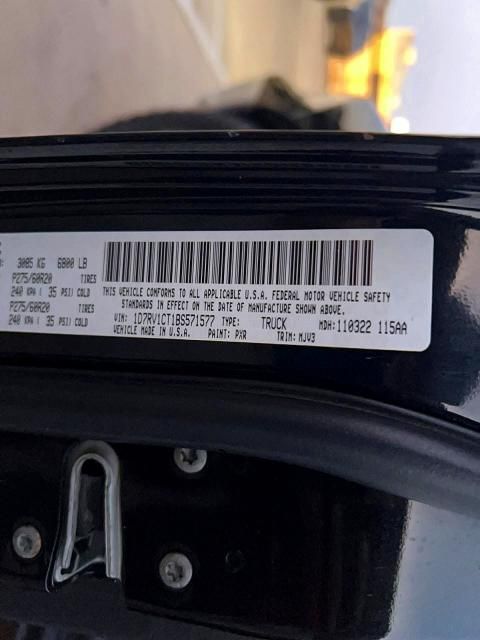 3085 KG 6800 LB
P275/60R20 TIRES
240 KPA ( 35 PSI) COLD
P275/60R20 TIRES
240 KPA ( 35 PSI) COLD
THIS VEHICLE CONFORMS TO ALL APPLICABLE U.S.A. FEDERAL MOTOR VEHICLE SAFETY
STANDARDS IN EFFECT ON THE DATE OF MANUFACTURE SHOWN ABOVE.
VIN: 1D7RV1CT1BS571577 TYPE: TRUCK MDH: 110322 115AA
MADE IN U.S.A. PAINT: PXR TRIM: MJV3